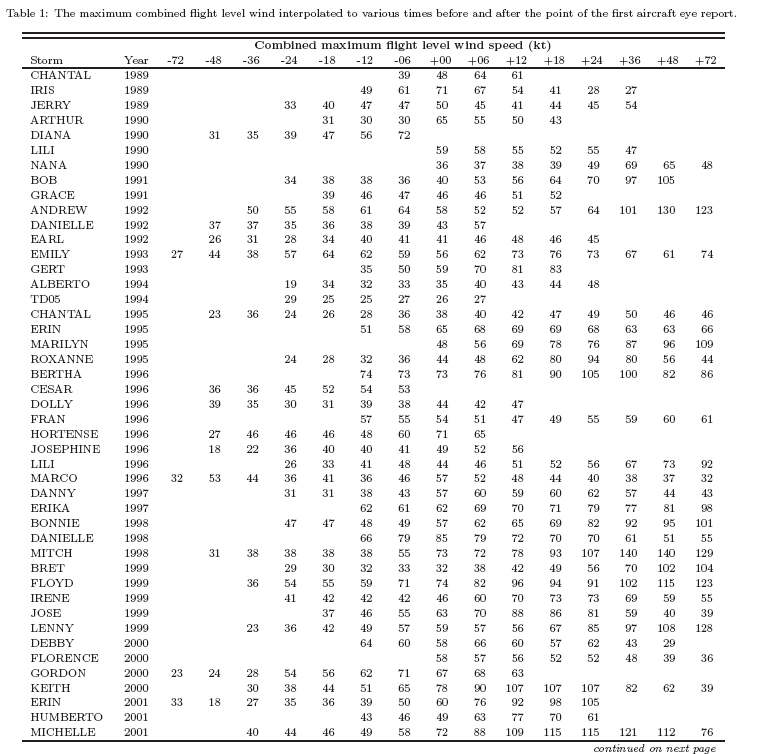 Table 1: The maximum combined flight level wind interpolated to various times before and after the point of the first aircraft eye report.
Combined maximum flight level wind speed (kt)
Storm Year -72 -48 -36 -24 -18 -12 -06 +00 +06 +12 +18 +24 +36 +48 +72
CHANTAL 1989 39 48 64 61
IRIS 1989 49 61 71 67 54 41 28 27
JERRY 1989 33 40 47 47 50 45 41 44 45 54
ARTHUR 1990 31 30 30 65 55 50 43
DIANA 1990 31 35 39 47 56 72
LILI 1990 59 58 55 52 55 47
NANA 1990 36 37 38 39 49 69 65 48
BOB 1991 34 38 38 36 40 53 56 64 70 97 105
GRACE 1991 39 46 47 46 46 51 52
ANDREW 1992 50 55 58 61 64 58 52 52 57 64 101 130 123
DANIELLE 1992 37 37 35 36 38 39 43 57
EARL 1992 26 31 28 34 40 41 41 46 48 46 45
EMILY 1993 27 44 38 57 64 62 59 56 62 73 76 73 67 61 74
GERT 1993 35 50 59 70 81 83
ALBERTO 1994 19 34 32 33 35 40 43 44 48
TD05 1994 29 25 25 27 26 27
CHANTAL 1995 23 36 24 26 28 36 38 40 42 47 49 50 46 46
ERIN 1995 51 58 65 68 69 69 68 63 63 66
MARILYN 1995 48 56 69 78 76 87 96 109
ROXANNE 1995 24 28 32 36 44 48 62 80 94 80 56 44
BERTHA 1996 74 73 73 76 81 90 105 100 82 86
CESAR 1996 36 36 45 52 54 53
DOLLY 1996 39 35 30 31 39 38 44 42 47
FRAN 1996 57 55 54 51 47 49 55 59 60 61
HORTENSE 1996 27 46 46 46 48 60 71 65
JOSEPHINE 1996 18 22 36 40 40 41 49 52 56
LILI 1996 26 33 41 48 44 46 51 52 56 67 73 92
MARCO 1996 32 53 44 36 41 36 46 57 52 48 44 40 38 37 32
DANNY 1997 31 31 38 43 57 60 59 60 62 57 44 43
ERIKA 1997 62 61 62 69 70 71 79 77 81 98
BONNIE 1998 47 47 48 49 57 62 65 69 82 92 95 101
DANIELLE 1998 66 79 85 79 72 70 70 61 51 55
MITCH 1998 31 38 38 38 38 55 73 72 78 93 107 140 140 129
BRET 1999 29 30 32 33 32 38 42 49 56 70 102 104
FLOYD 1999 36 54 55 59 71 74 82 96 94 91 102 115 123
IRENE 1999 41 42 42 42 46 60 70 73 73 69 59 55
JOSE 1999 37 46 55 63 70 88 86 81 59 40 39
LENNY 1999 23 36 42 49 57 59 57 56 67 85 97 108 128
DEBBY 2000 64 60 58 66 60 57 62 43 29
FLORENCE 2000 58 57 56 52 52 48 39 36
GORDON 2000 23 24 28 54 56 62 71 67 68 63
KEITH 2000 30 38 44 51 65 78 90 107 107 107 82 62 39
ERIN 2001 33 18 27 35 36 39 50 60 76 92 98 105
HUMBERTO 2001 43 46 49 63 77 70 61
MICHELLE 2001 40 44 46 49 58 72 88 109 115 115 121 112 76
continued on next page